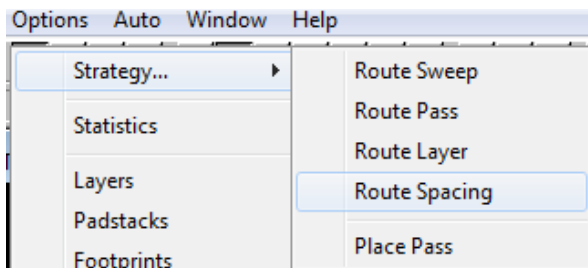 Options Auto Window Help
Strategy...
Route Sweep
Route Pass
Statistics
Route Layer
Layers
Route Spacing
Padstacks
Place Pass
Footprints